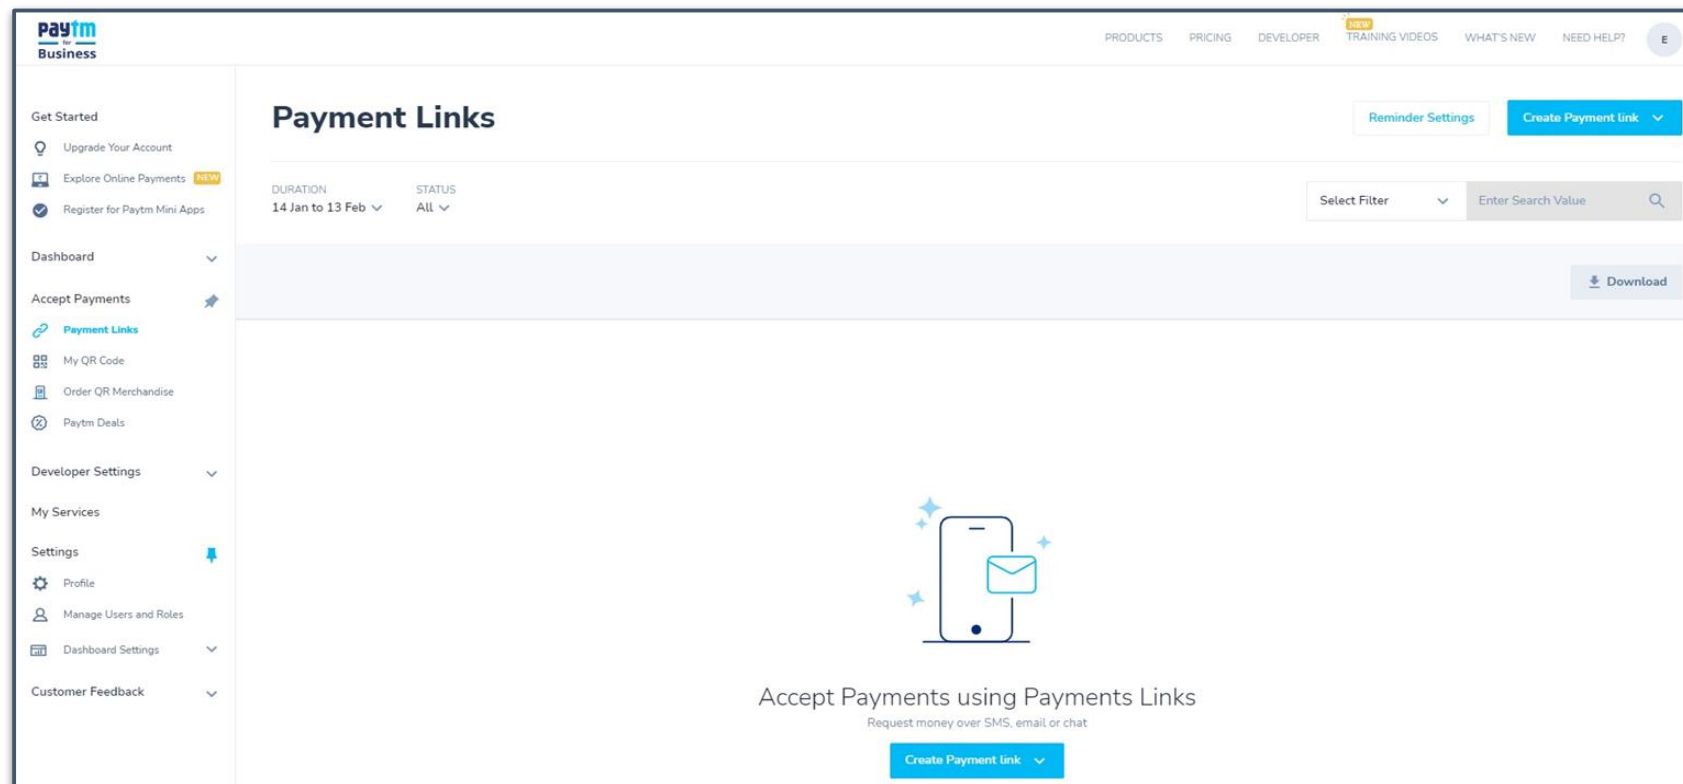 paytm
for
Business
PRODUCTS PRICING DEVELOPER NEW TRAINING VIDEOS WHAT'S NEW NEED HELP? E
Get Started
Upgrade Your Account
Explore Online Payments NEW
Register for Paytm Mini Apps
Dashboard
Accept Payments
Payment Links
My QR Code
Order QR Merchandise
Paytm Deals
Developer Settings
My Services
Settings
Profile
Manage Users and Roles
Dashboard Settings
Customer Feedback
Payment Links
Reminder Settings
Create Payment link
DURATION
14 Jan to 13 Feb
STATUS
All
Select Filter
Enter Search Value
Download
Accept Payments using Payments Links
Request money over SMS, email or chat
Create Payment link